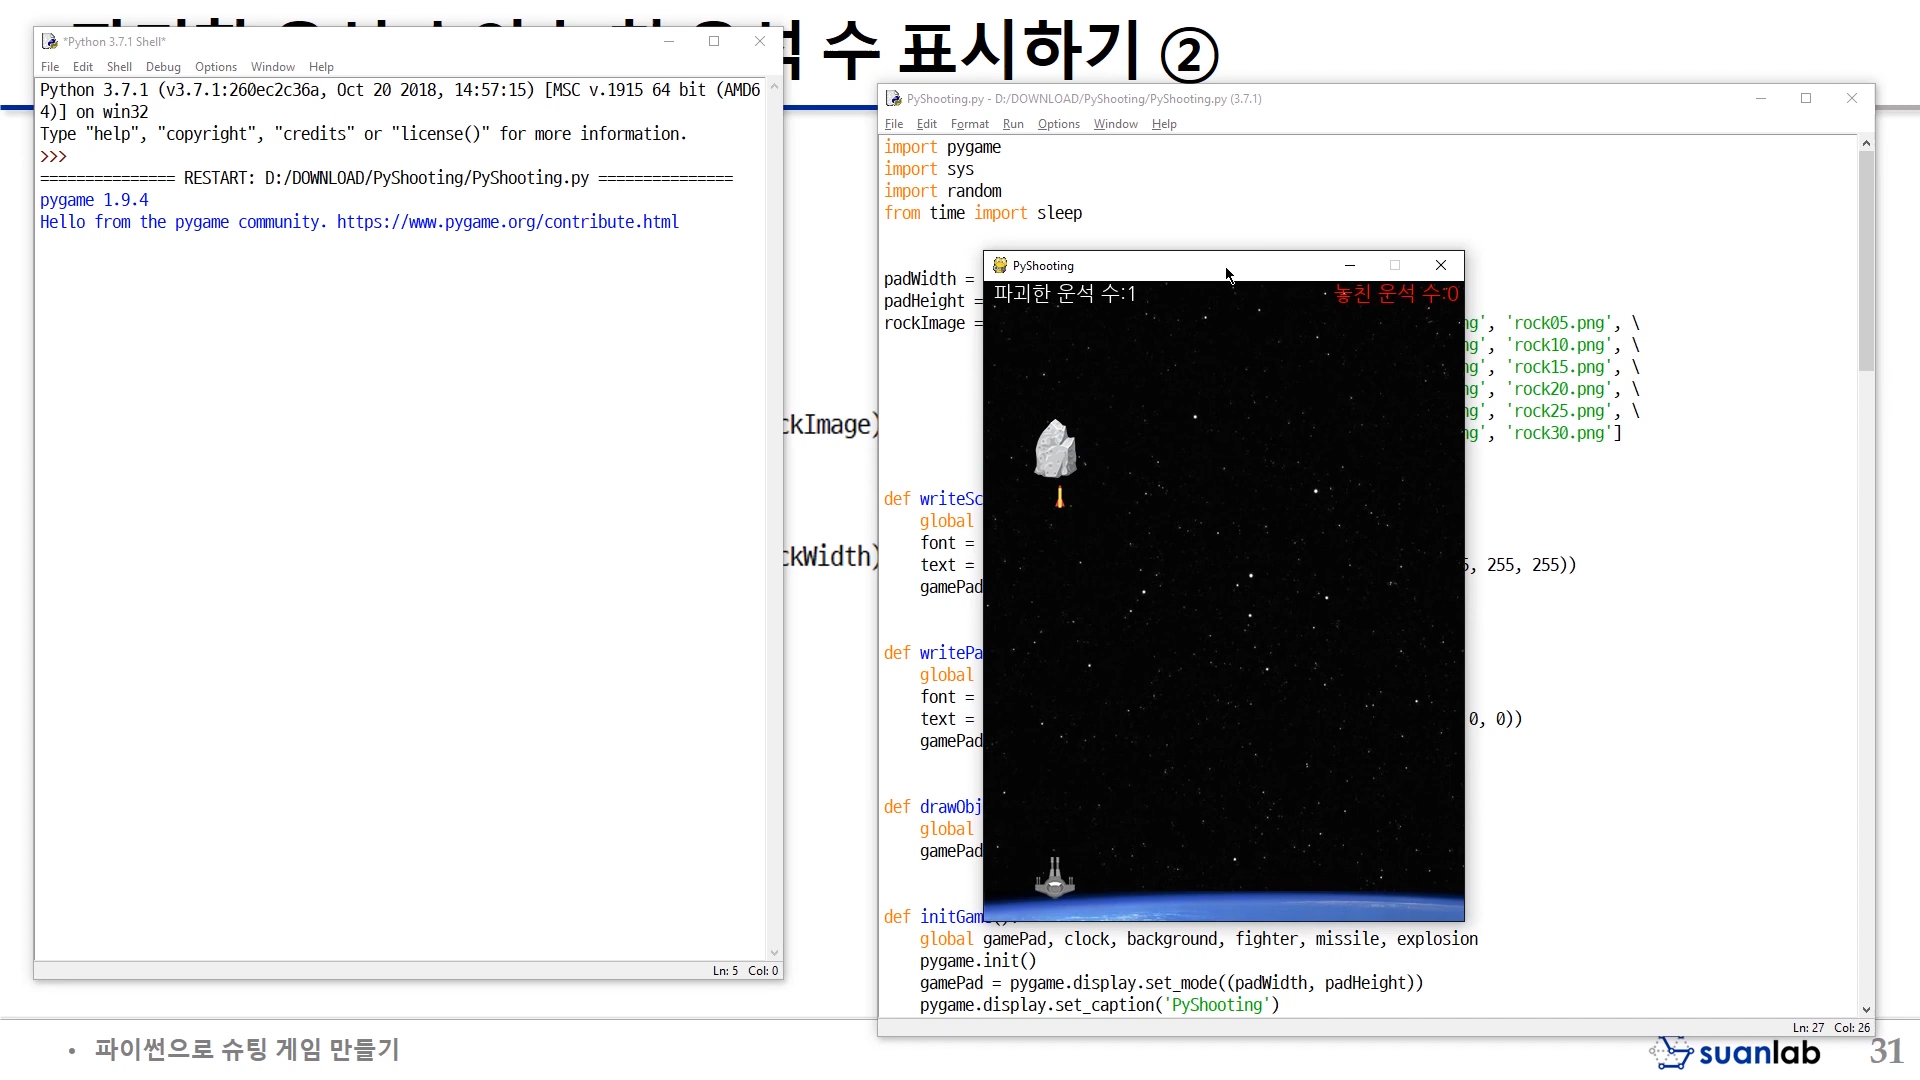 수 표시하기 ②
*Python 3.7.1 Shell*
File Edit Shell Debug Options Window Help
Python 3.7.1 (v3.7.1:260ec2c36a, Oct 20 2018, 14:57:15) [MSC v.1915 64 bit (AMD6
4)] on win32
Type "help", "copyright", "credits" or "license()" for more information.
>>>
=============== RESTART: D:/DOWNLOAD/PyShooting/PyShooting.py ===============
pygame 1.9.4
Hello from the pygame community. https://www.pygame.org/contribute.html
Ln: 5 Col: 0
ckImage)
ckWidth)
PyShooting.py - D:/DOWNLOAD/PyShooting/PyShooting.py (3.7.1)
File Edit Format Run Options Window Help
import pygame
import sys
import random
from time import sleep
padWidth =
padHeight =
rockImage = ng', 'rock05.png', \
ng', 'rock10.png', \
ng', 'rock15.png', \
ng', 'rock20.png', \
ng', 'rock25.png', \
ng', 'rock30.png']
def writeSc
global
font =
text = 5, 255, 255))
gamePad
def writePa
global
font =
text = 0, 0))
gamePad
def drawObj
global
gamePad
def initGame():
global gamePad, clock, background, fighter, missile, explosion
pygame.init()
gamePad = pygame.display.set_mode((padWidth, padHeight))
pygame.display.set_caption('PyShooting')
Ln: 27 Col: 26
PyShooting
파괴한 운석 수:1
놓친 운석 수:0
• 파이썬으로 슈팅 게임 만들기
suanlab
31